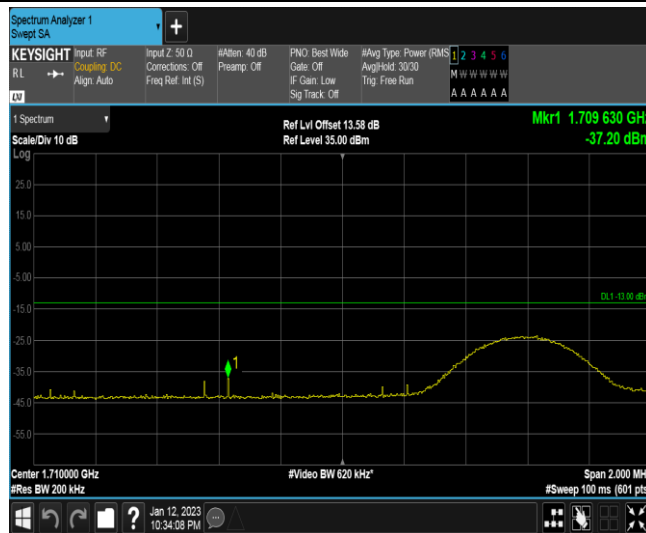 Spectrum Analyzer 1
Swept SA
+
KEYSIGHT
RL
LXI
Input: RF
Coupling: DC
Align: Auto
Input Z: 50 Ω
Corrections: Off
Freq Ref: Int (S)
#Atten: 40 dB
Preamp: Off
PNO: Best Wide
Gate: Off
IF Gain: Low
Sig Track: Off
#Avg Type: Power (RMS
Avg|Hold: 30/30
Trig: Free Run
1 2 3 4 5 6
M W W W W W
A A A A A A
1 Spectrum
Scale/Div 10 dB
Log
Ref Lvl Offset 13.58 dB
Ref Level 35.00 dBm
Mkr1 1.709 630 GHz
-37.20 dBm
25.0
15.0
5.00
-5.00
DL1 -13.00 dBm
-15.0
-25.0
-35.0
1
-45.0
-55.0
Center 1.710000 GHz
#Res BW 200 kHz
#Video BW 620 kHz*
Span 2.000 MH
#Sweep 100 ms (601 pts
?
Jan 12, 2023
10:34:08 PM